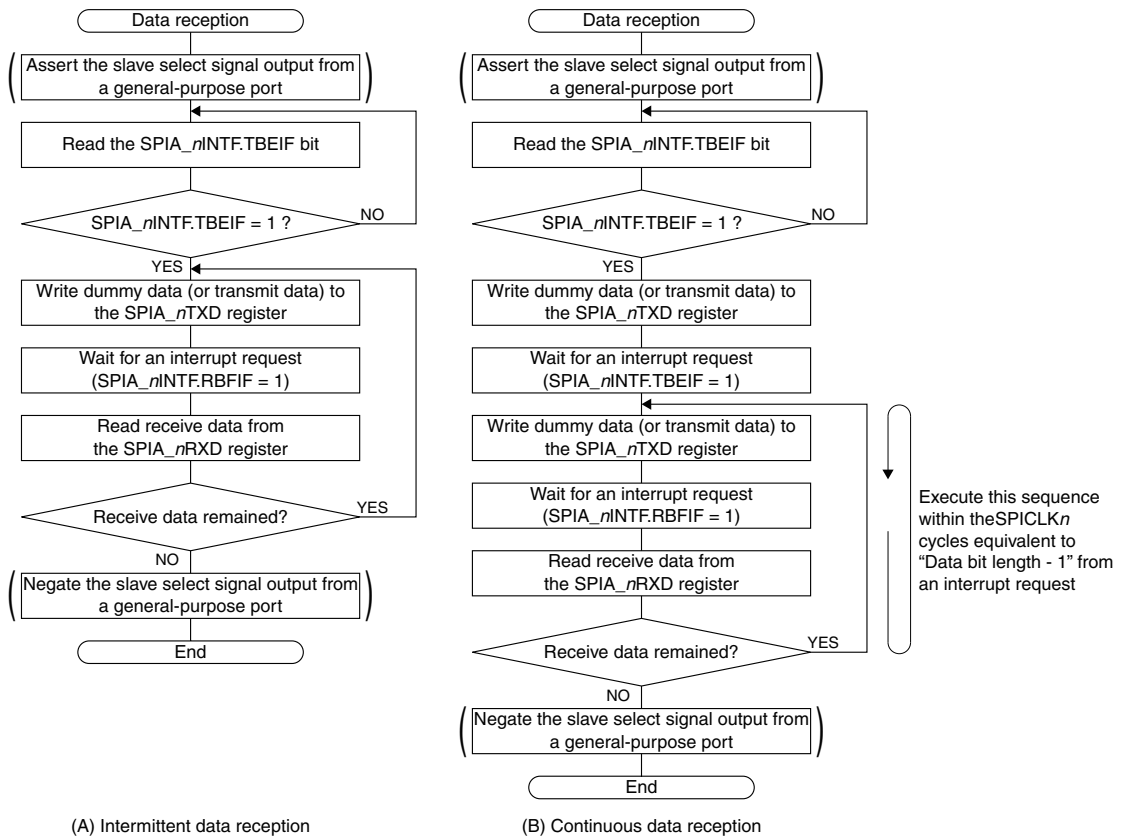 Data reception
Assert the slave select signal output from
a general-purpose port
Read the SPIA_nINTF.TBEIF bit
SPIA_nINTF.TBEIF = 1 ?
NO
YES
Write dummy data (or transmit data) to
the SPIA_nTXD register
Wait for an interrupt request
(SPIA_nINTF.RBFIF = 1)
Read receive data from
the SPIA_nRXD register
Receive data remained?
YES
NO
Negate the slave select signal output from
a general-purpose port
End
(A) Intermittent data reception
Data reception
Assert the slave select signal output from
a general-purpose port
Read the SPIA_nINTF.TBEIF bit
SPIA_nINTF.TBEIF = 1 ?
NO
YES
Write dummy data (or transmit data) to
the SPIA_nTXD register
Wait for an interrupt request
(SPIA_nINTF.TBEIF = 1)
Write dummy data (or transmit data) to
the SPIA_nTXD register
Wait for an interrupt request
(SPIA_nINTF.RBFIF = 1)
Read receive data from
the SPIA_nRXD register
Receive data remained?
YES
NO
Negate the slave select signal output from
a general-purpose port
End
Execute this sequence
within theSPICLKn
cycles equivalent to
“Data bit length - 1” from
an interrupt request
(B) Continuous data reception